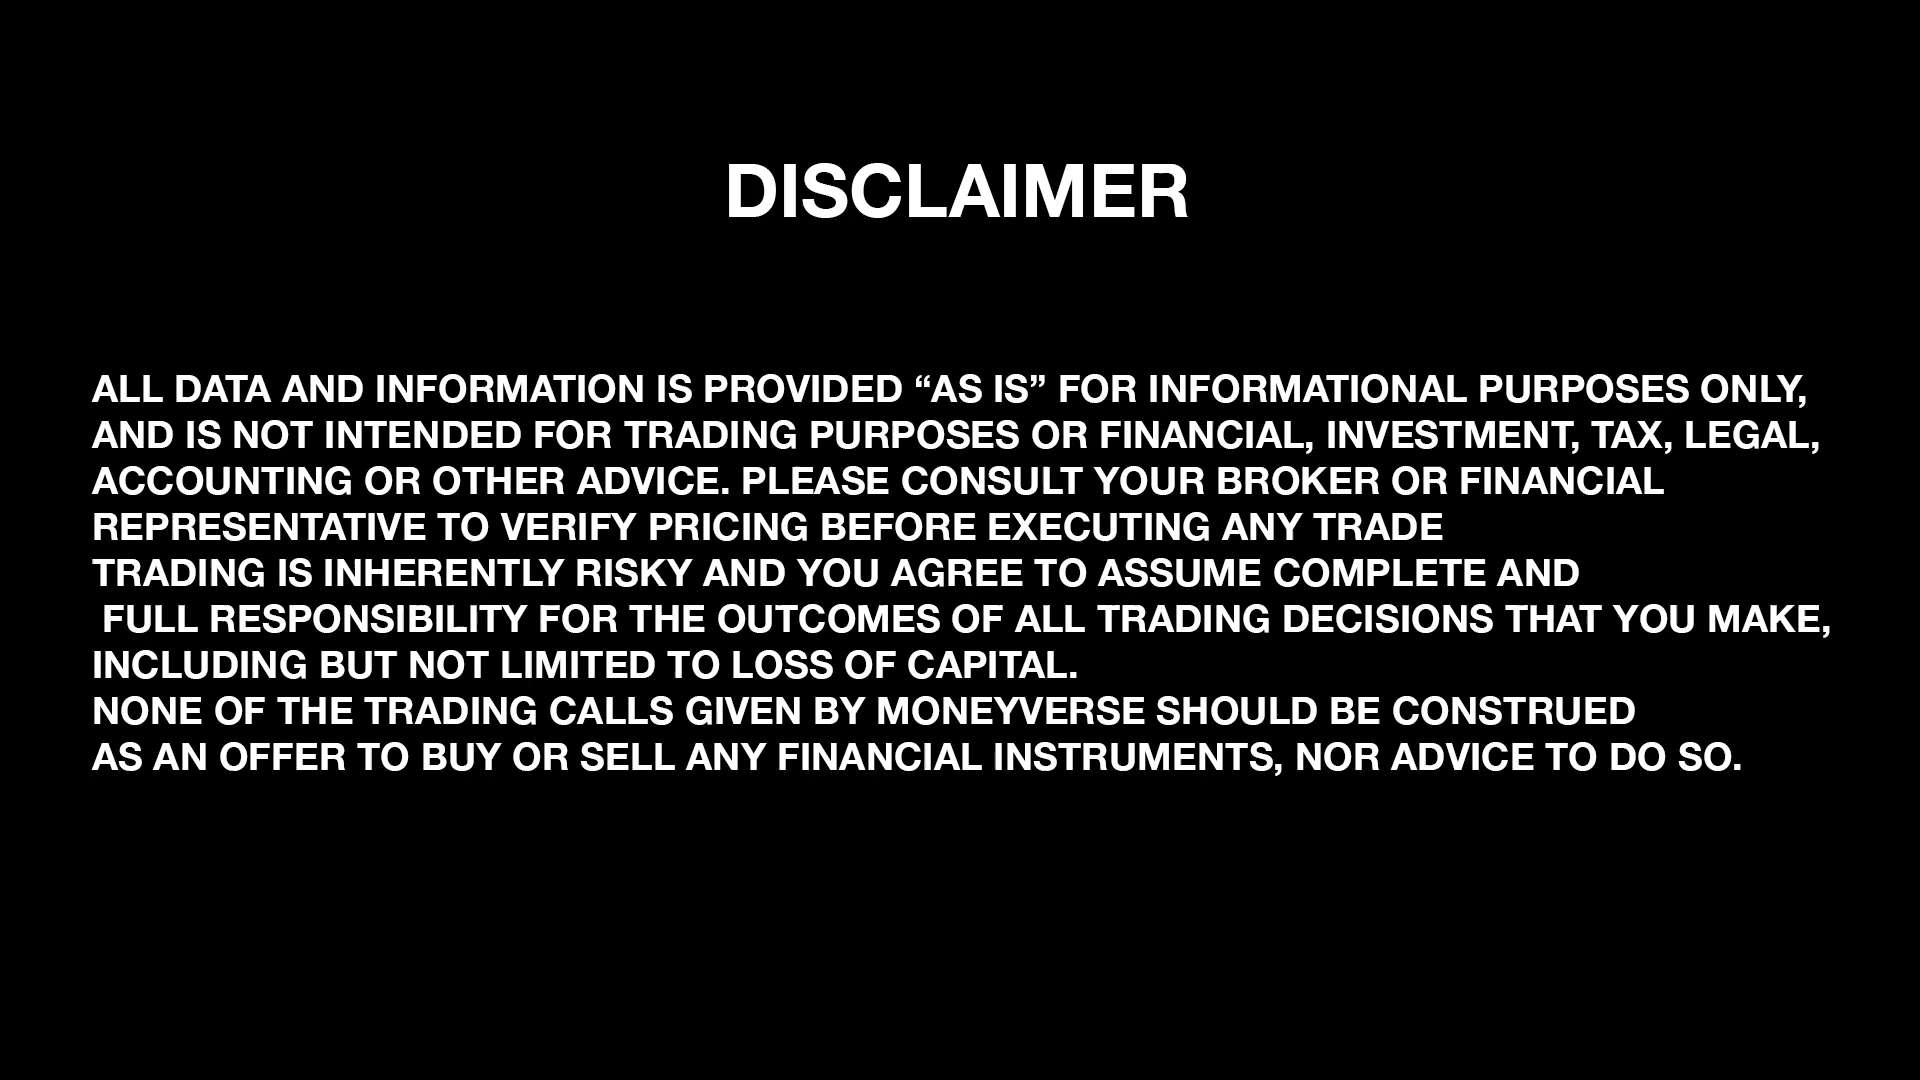 DISCLAIMER
ALL DATA AND INFORMATION IS PROVIDED “AS IS” FOR INFORMATIONAL PURPOSES ONLY,
AND IS NOT INTENDED FOR TRADING PURPOSES OR FINANCIAL, INVESTMENT, TAX, LEGAL,
ACCOUNTING OR OTHER ADVICE. PLEASE CONSULT YOUR BROKER OR FINANCIAL
REPRESENTATIVE TO VERIFY PRICING BEFORE EXECUTING ANY TRADE
TRADING IS INHERENTLY RISKY AND YOU AGREE TO ASSUME COMPLETE AND
FULL RESPONSIBILITY FOR THE OUTCOMES OF ALL TRADING DECISIONS THAT YOU MAKE,
INCLUDING BUT NOT LIMITED TO LOSS OF CAPITAL.
NONE OF THE TRADING CALLS GIVEN BY MONEYVERSE SHOULD BE CONSTRUED
AS AN OFFER TO BUY OR SELL ANY FINANCIAL INSTRUMENTS, NOR ADVICE TO DO SO.